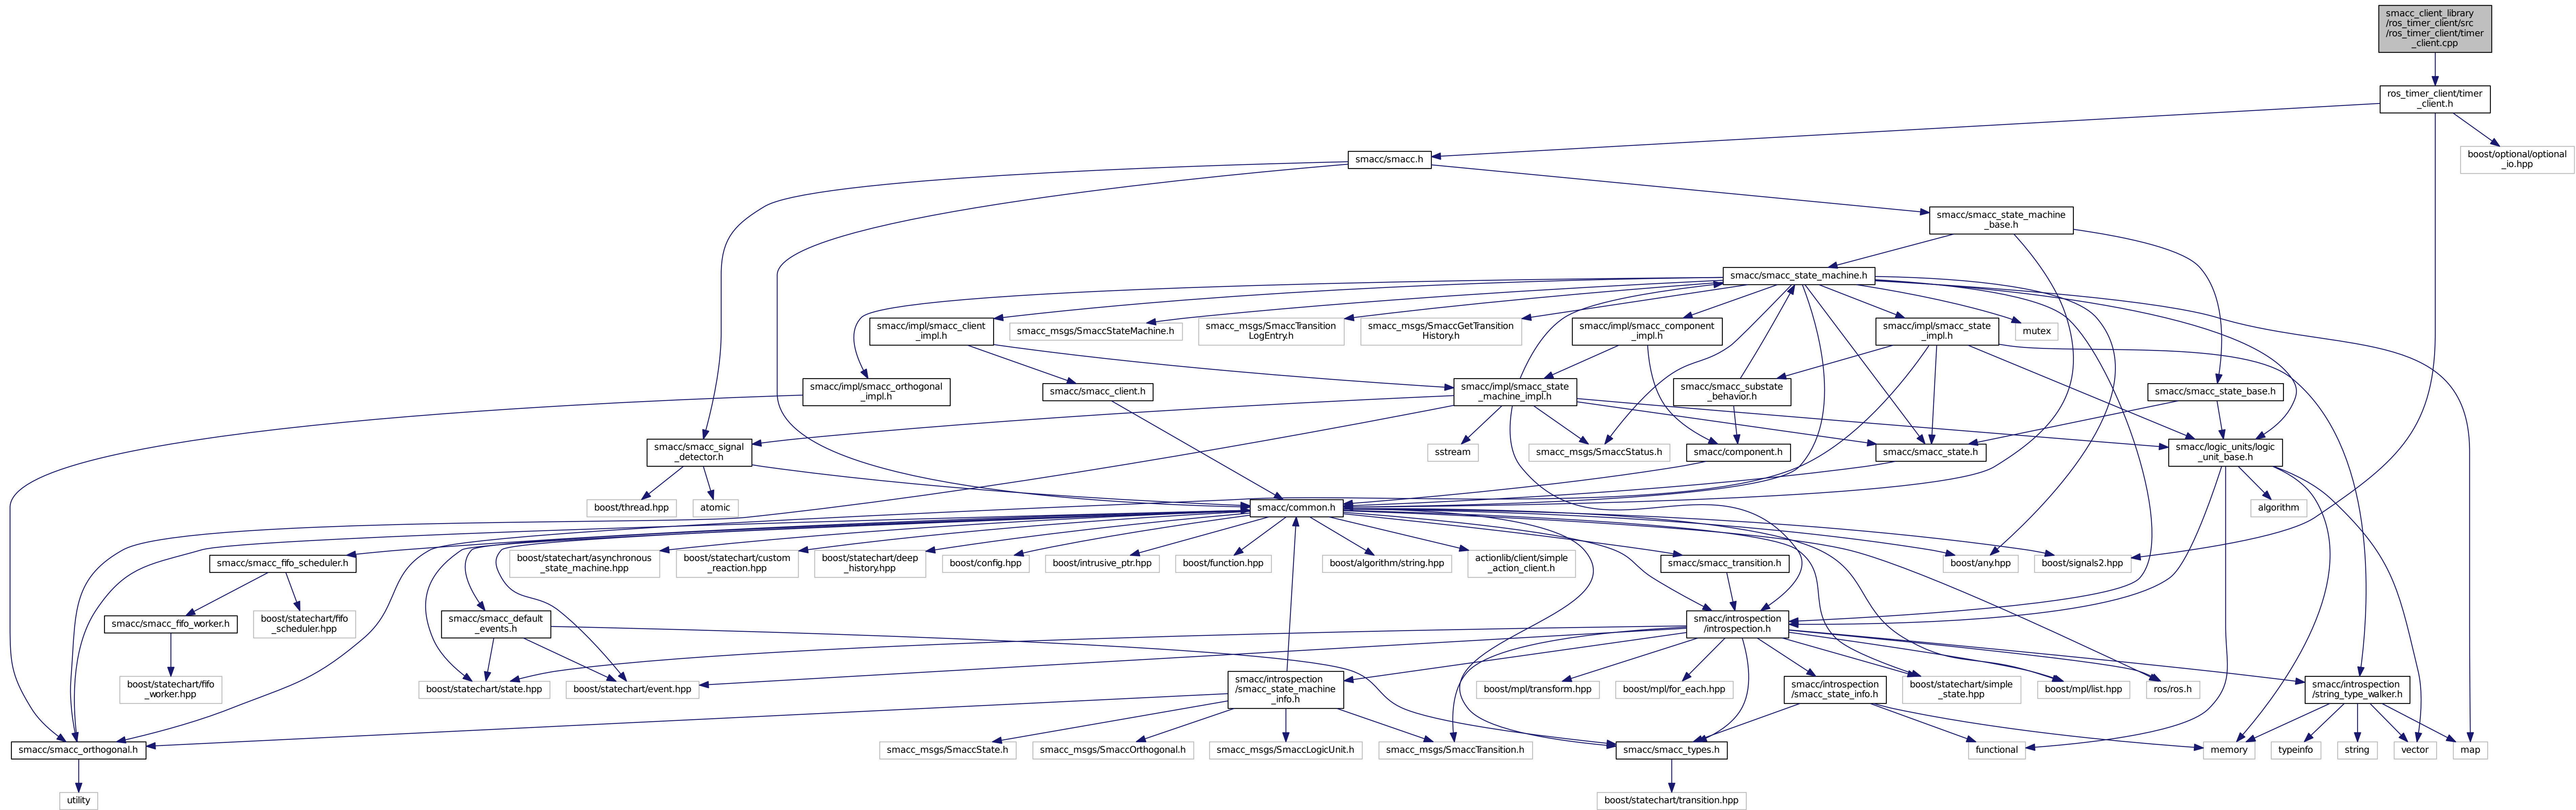 smacc_client_library
/ros_timer_client/src
/ros_timer_client/timer
_client.cpp
ros_timer_client/timer
_client.h
smacc/smacc.h
boost/optional/optional
_io.hpp
smacc/smacc_state_machine
_base.h
smacc/smacc_state_machine.h
smacc/impl/smacc_client
_impl.h
smacc_msgs/SmaccStateMachine.h
smacc_msgs/SmaccTransition
LogEntry.h
smacc_msgs/SmaccGetTransition
History.h
smacc/impl/smacc_component
_impl.h
smacc/impl/smacc_state
_impl.h
mutex
smacc/impl/smacc_orthogonal
_impl.h
smacc/smacc_client.h
smacc/impl/smacc_state
_machine_impl.h
smacc/smacc_substate
_behavior.h
smacc/smacc_state_base.h
smacc/smacc_signal
_detector.h
sstream
smacc_msgs/SmaccStatus.h
smacc/component.h
smacc/smacc_state.h
smacc/logic_units/logic
_unit_base.h
boost/thread.hpp
atomic
smacc/common.h
algorithm
smacc/smacc_fifo_scheduler.h
boost/statechart/asynchronous
_state_machine.hpp
boost/statechart/custom
_reaction.hpp
boost/statechart/deep
_history.hpp
boost/config.hpp
boost/intrusive_ptr.hpp
boost/function.hpp
boost/algorithm/string.hpp
actionlib/client/simple
_action_client.h
smacc/smacc_transition.h
boost/any.hpp
boost/signals2.hpp
smacc/smacc_fifo_worker.h
boost/statechart/fifo
_scheduler.hpp
smacc/smacc_default
_events.h
smacc/introspection
/introspection.h
boost/statechart/fifo
_worker.hpp
boost/statechart/state.hpp
boost/statechart/event.hpp
smacc/introspection
/smacc_state_machine
_info.h
boost/mpl/transform.hpp
boost/mpl/for_each.hpp
smacc/introspection
/smacc_state_info.h
boost/statechart/simple
_state.hpp
boost/mpl/list.hpp
ros/ros.h
smacc/introspection
/string_type_walker.h
smacc/smacc_orthogonal.h
smacc_msgs/SmaccState.h
smacc_msgs/SmaccOrthogonal.h
smacc_msgs/SmaccLogicUnit.h
smacc_msgs/SmaccTransition.h
smacc/smacc_types.h
functional
memory
typeinfo
string
vector
map
utility
boost/statechart/transition.hpp